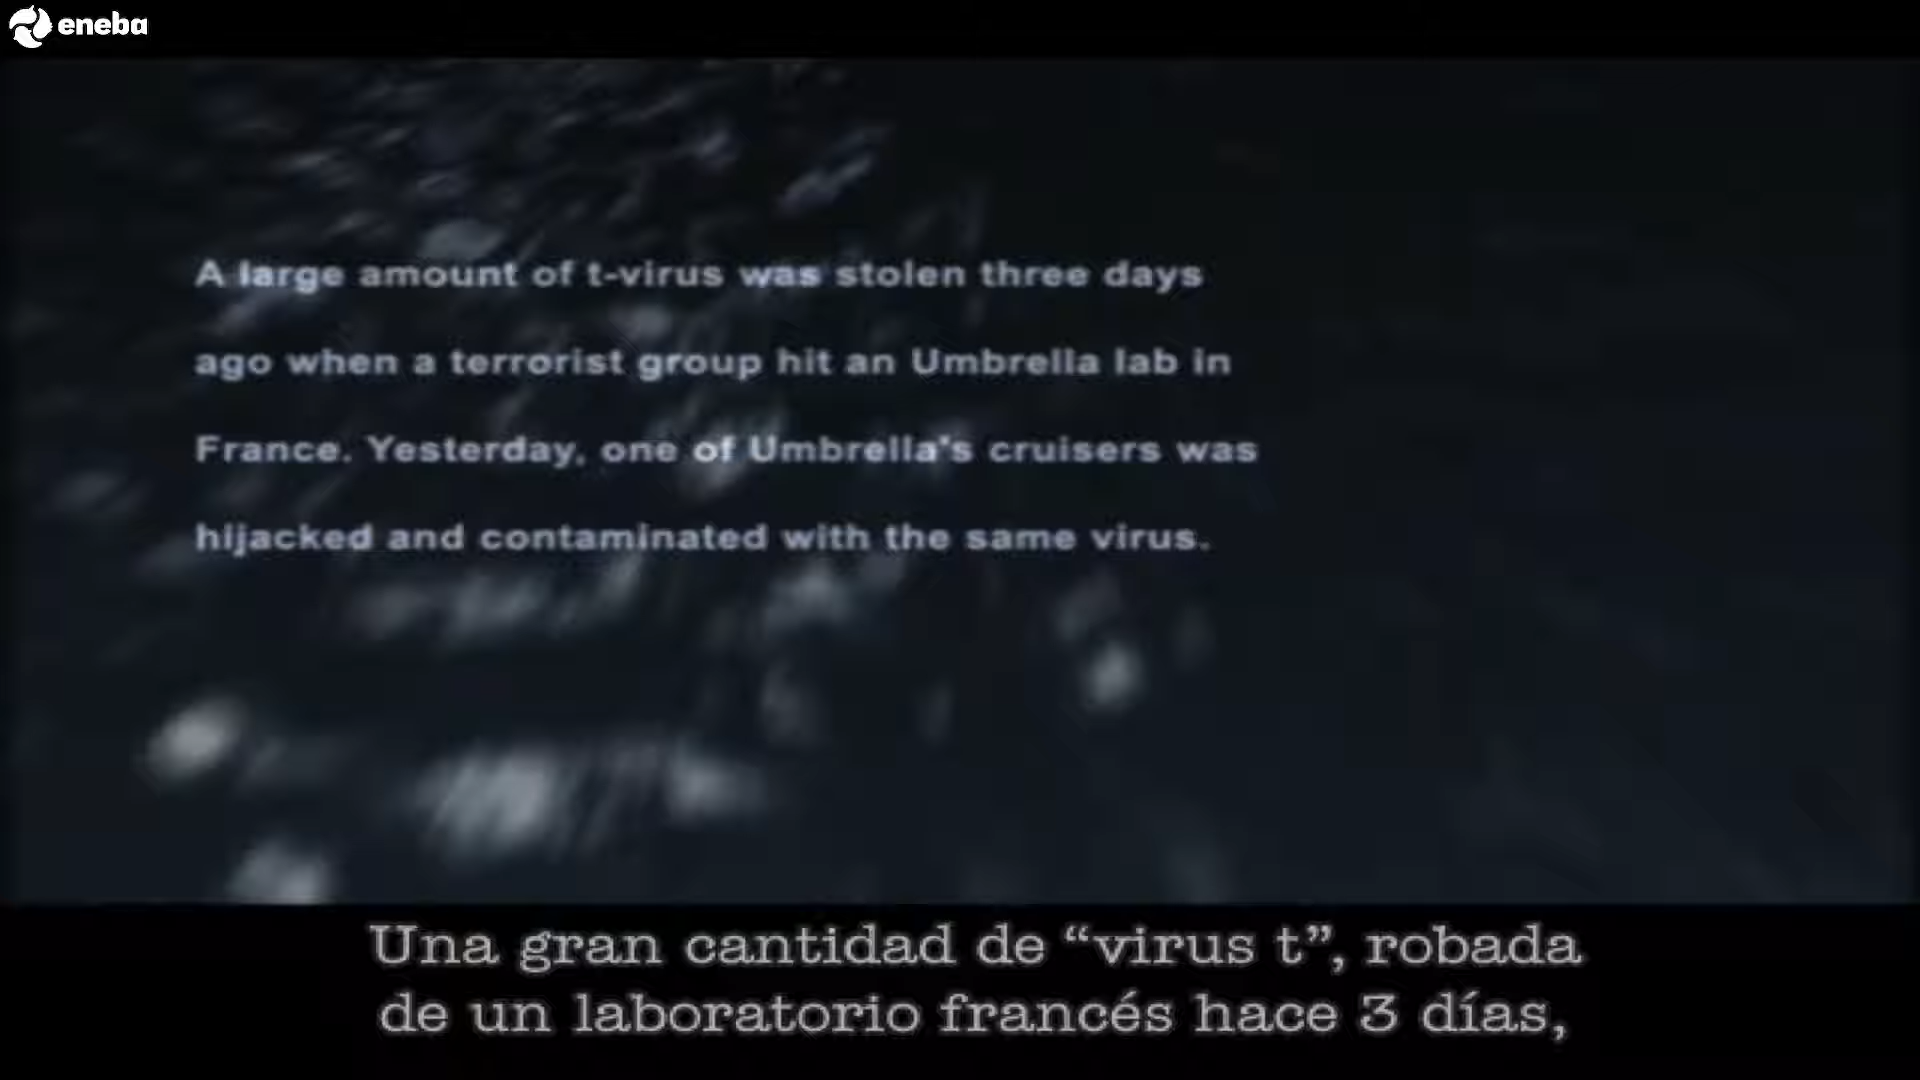 eneba
A large amount of t-virus was stolen three days
ago when a terrorist group hit an Umbrella lab in
France. Yesterday, one of Umbrella's cruisers was
hijacked and contaminated with the same virus.
Una gran cantidad de “virus t”, robada
de un laboratorio francés hace 3 días,